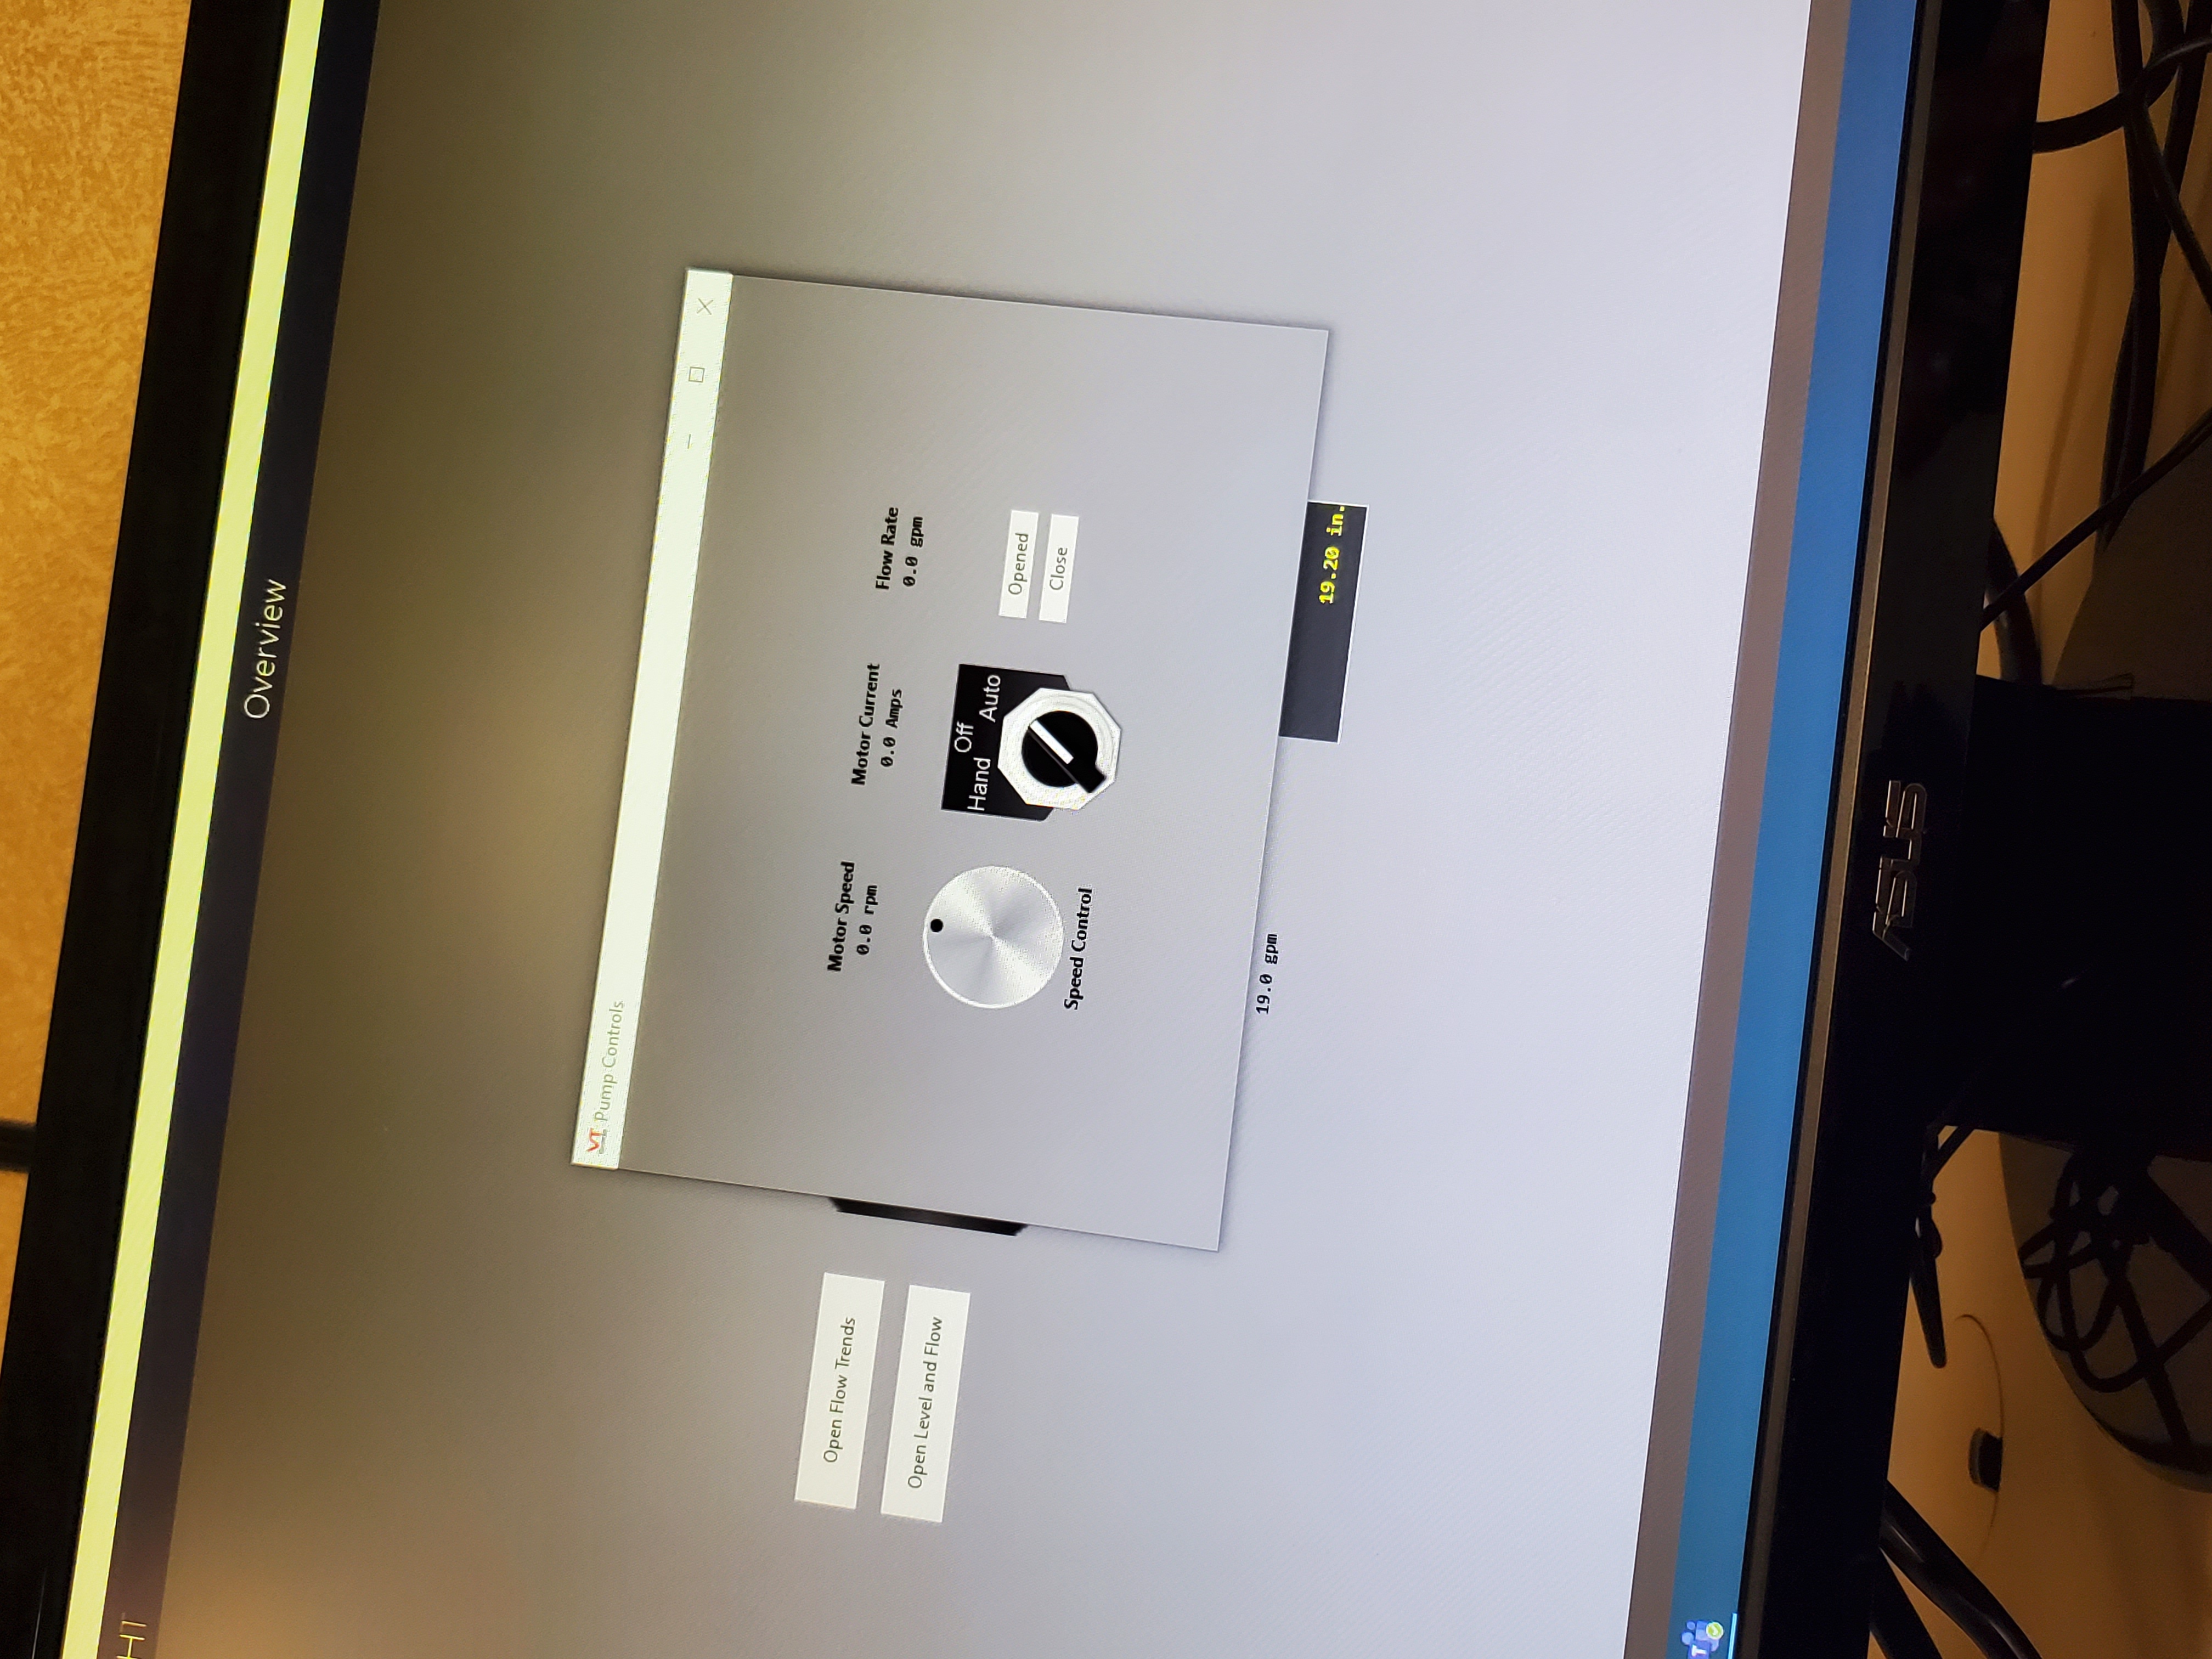 HT
Overview
VT
Pump Controls
Open Flow Trends
Open Level and Flow
Motor Speed
0.0 rpm
Motor Current
0.0 Amps
Flow Rate
0.0 gpm
Off
Hand
Auto
Opened
Close
Speed Control
19.0 gpm
19.20 in.
T
ASUS